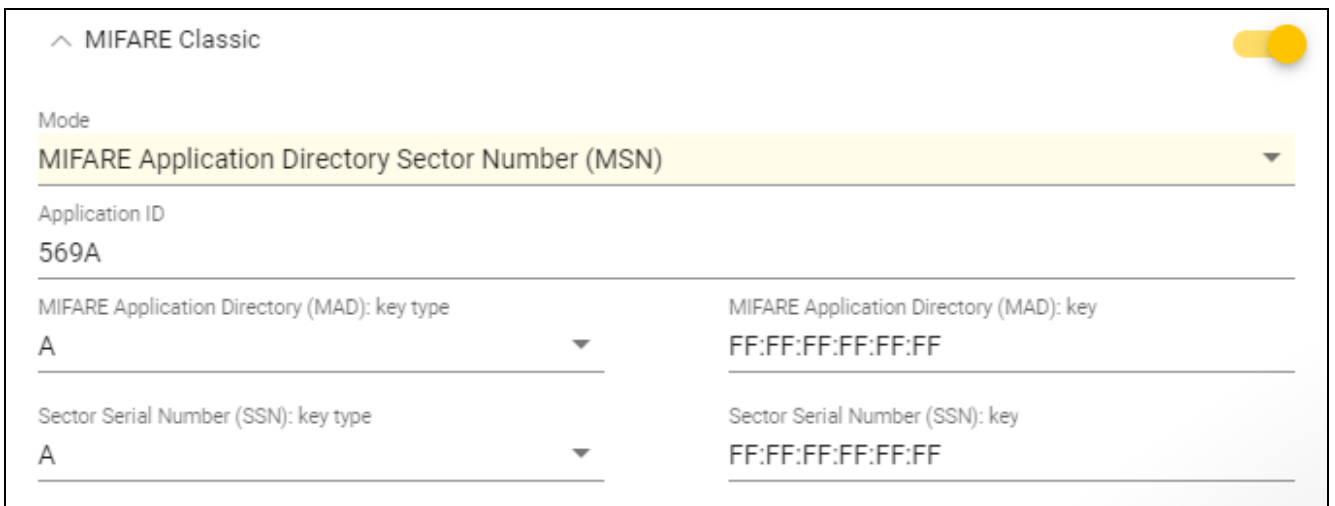 MIFARE Classic
Mode
MIFARE Application Directory Sector Number (MSN)
Application ID
569A
MIFARE Application Directory (MAD): key type
MIFARE Application Directory (MAD): key
A
FF:FF:FF:FF:FF:FF
Sector Serial Number (SSN): key type
Sector Serial Number (SSN): key
A
FF:FF:FF:FF:FF:FF